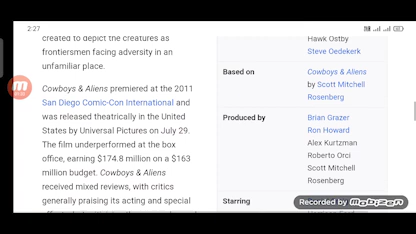 2:27
created to depict the creatures as
frontiersmen facing adversity in an
unfamiliar place.
Cowboys & Aliens premiered at the 2011
San Diego Comic-Con International and
was released theatrically in the United
States by Universal Pictures on July 29.
The film underperformed at the box
office, earning $174.8 million on a $163
million budget. Cowboys & Aliens
received mixed reviews, with critics
generally praising its acting and special
Hawk Ostby
Steve Oedekerk
Based on
Cowboys & Aliens
by Scott Mitchell
Rosenberg
Produced by
Brian Grazer
Ron Howard
Alex Kurtzman
Roberto Orci
Scott Mitchell
Rosenberg
Starring
Recorded by
Mobizen